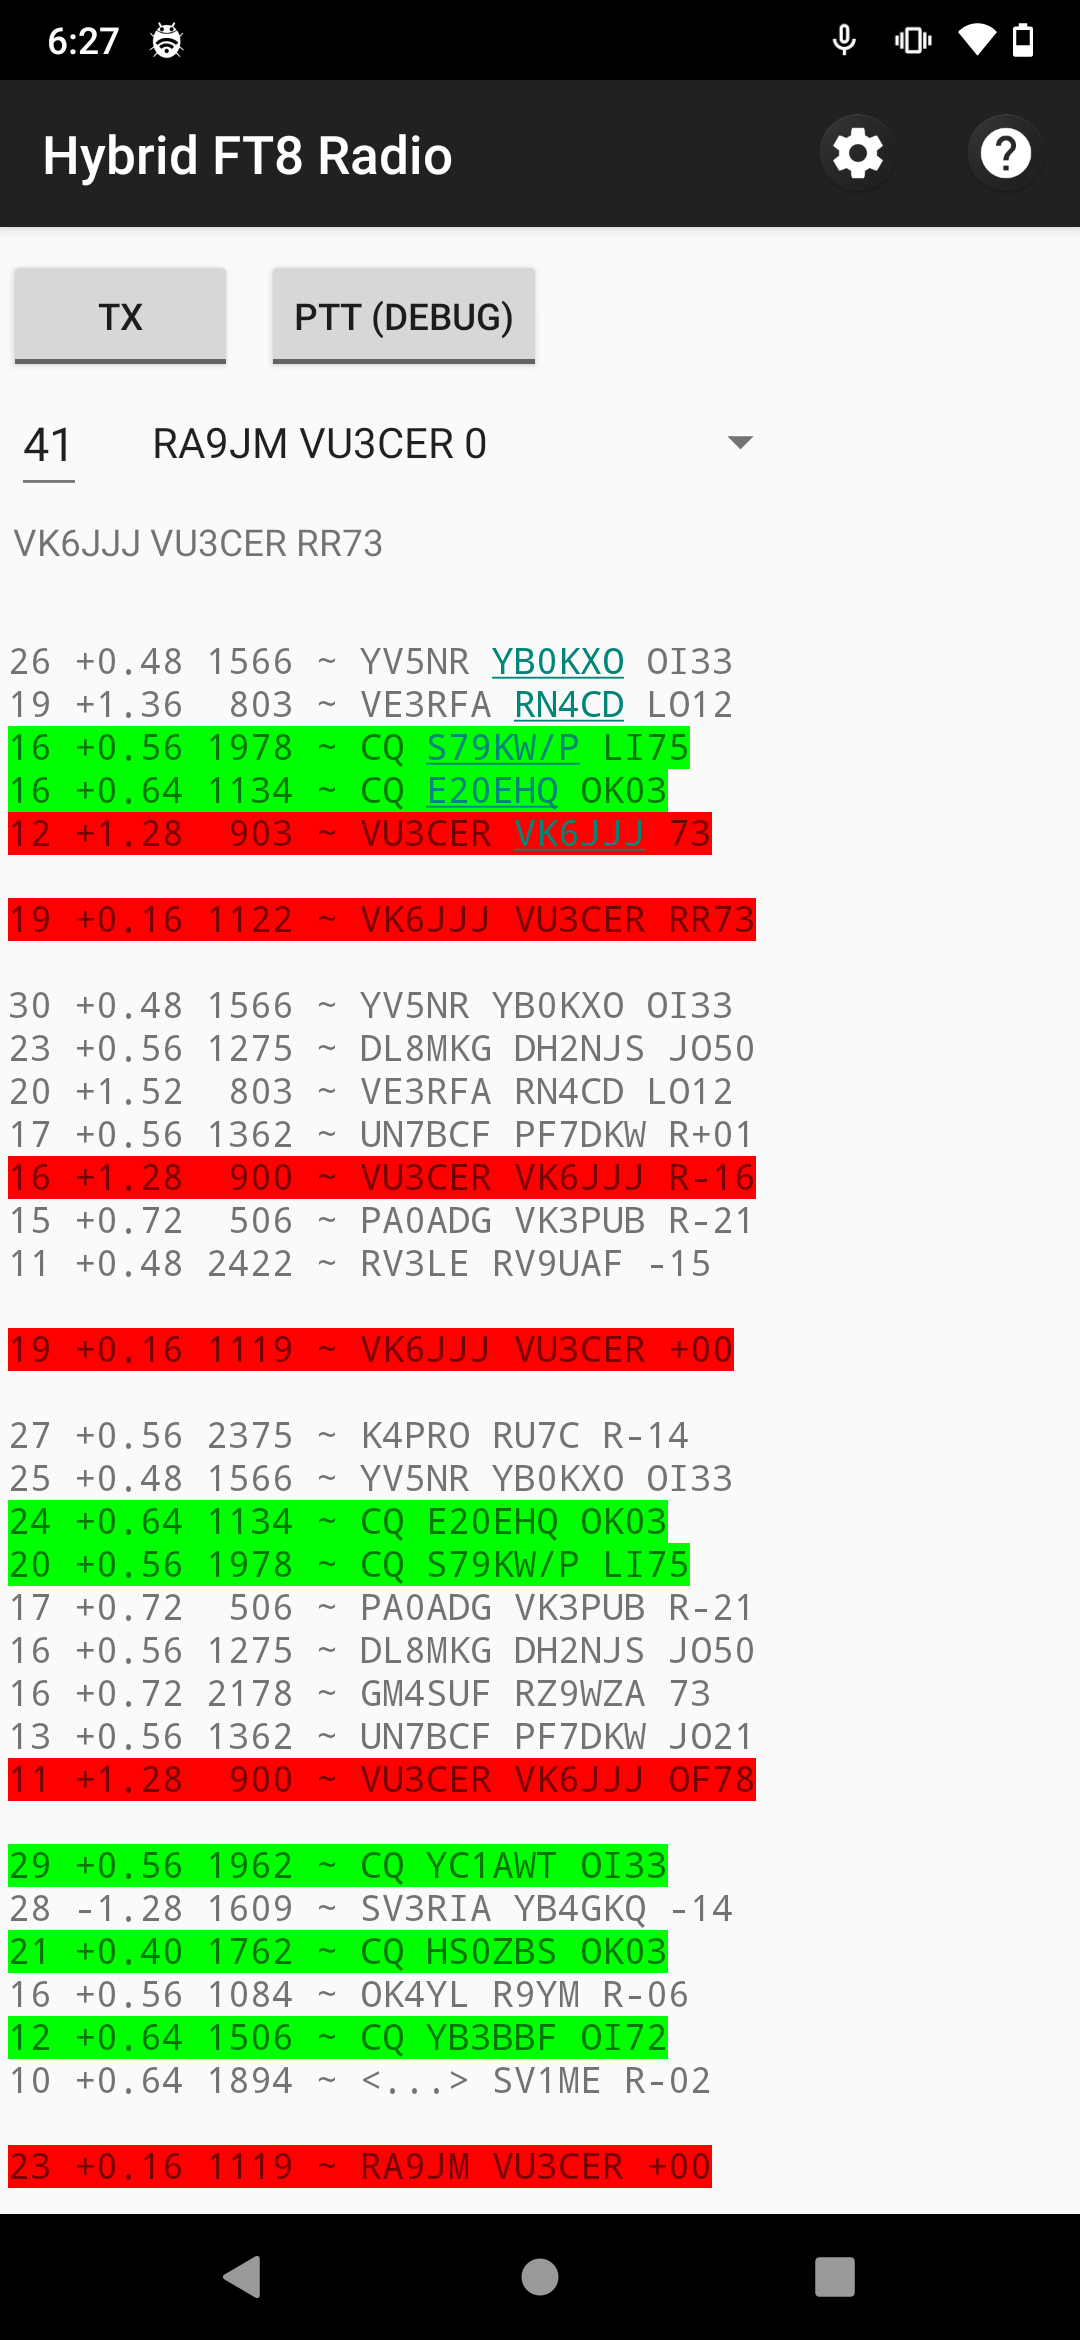 6:27
Hybrid FT8 Radio
TX PTT (DEBUG)
41 RA9JM VU3CER 0
VK6JJJ VU3CER RR73
26 +0.48 1566 ~ YV5NR YB0KXO OI33
19 +1.36 803 ~ VE3RFA RN4CD LO12
16 +0.56 1978 ~ CQ S79KW/P LI75
16 +0.64 1134 ~ CQ E20EHQ OK03
12 +1.28 903 ~ VU3CER VK6JJJ 73
19 +0.16 1122 ~ VK6JJJ VU3CER RR73
30 +0.48 1566 ~ YV5NR YB0KXO OI33
23 +0.56 1275 ~ DL8MKG DH2NJS JO50
20 +1.52 803 ~ VE3RFA RN4CD LO12
17 +0.56 1362 ~ UN7BCF PF7DKW R+01
16 +1.28 900 ~ VU3CER VK6JJJ R-16
15 +0.72 506 ~ PA0ADG VK3PUB R-21
11 +0.48 2422 ~ RV3LE RV9UAF -15
19 +0.16 1119 ~ VK6JJJ VU3CER +00
27 +0.56 2375 ~ K4PRO RU7C R-14
25 +0.48 1566 ~ YV5NR YB0KXO OI33
24 +0.64 1134 ~ CQ E20EHQ OK03
20 +0.56 1978 ~ CQ S79KW/P LI75
17 +0.72 506 ~ PA0ADG VK3PUB R-21
16 +0.56 1275 ~ DL8MKG DH2NJS JO50
16 +0.72 2178 ~ GM4SUF RZ9WZA 73
13 +0.56 1362 ~ UN7BCF PF7DKW JO21
11 +1.28 900 ~ VU3CER VK6JJJ OF78
29 +0.56 1962 ~ CQ YC1AWT OI33
28 -1.28 1609 ~ SV3RIA YB4GKQ -14
21 +0.40 1762 ~ CQ HS0ZBS OK03
16 +0.56 1084 ~ OK4YL R9YM R-06
12 +0.64 1506 ~ CQ YB3BBF OI72
10 +0.64 1894 ~ <...> SV1ME R-02
23 +0.16 1119 ~ RA9JM VU3CER +00